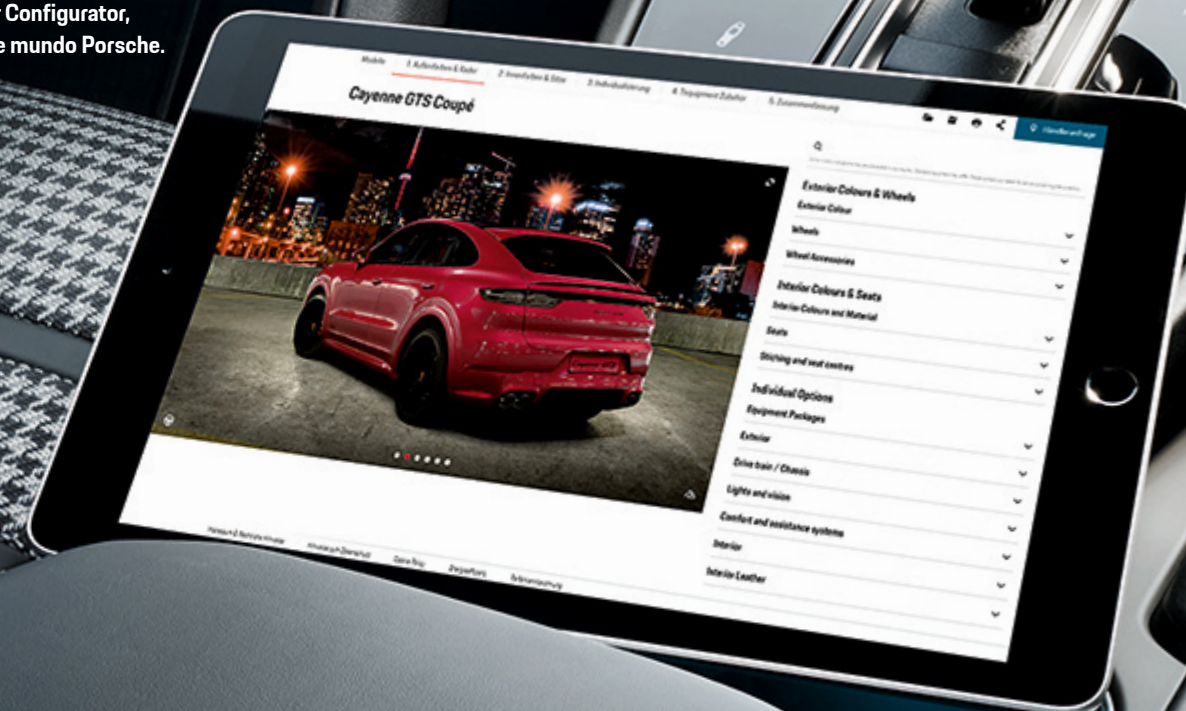 r Configurator,
e mundo Porsche.
Modelle
1. Außenfarben & Räder
2. Innenfarben & Sitze
3. Individualisierung
4. Tequipment Zubehör
5. Zusammenfassung
Händleranfrage
Cayenne GTS Coupé
Exterior Colours & Wheels
Exterior Colour
Wheels
Wheel Accessories
Interior Colours & Seats
Interior Colours and Material
Seats
Stiching and seat centres
Individual Options
Equipment Packages
Exterior
Drive train / Chassis
Lights and vision
Comfort and assistance systems
Interior
Interior Leather